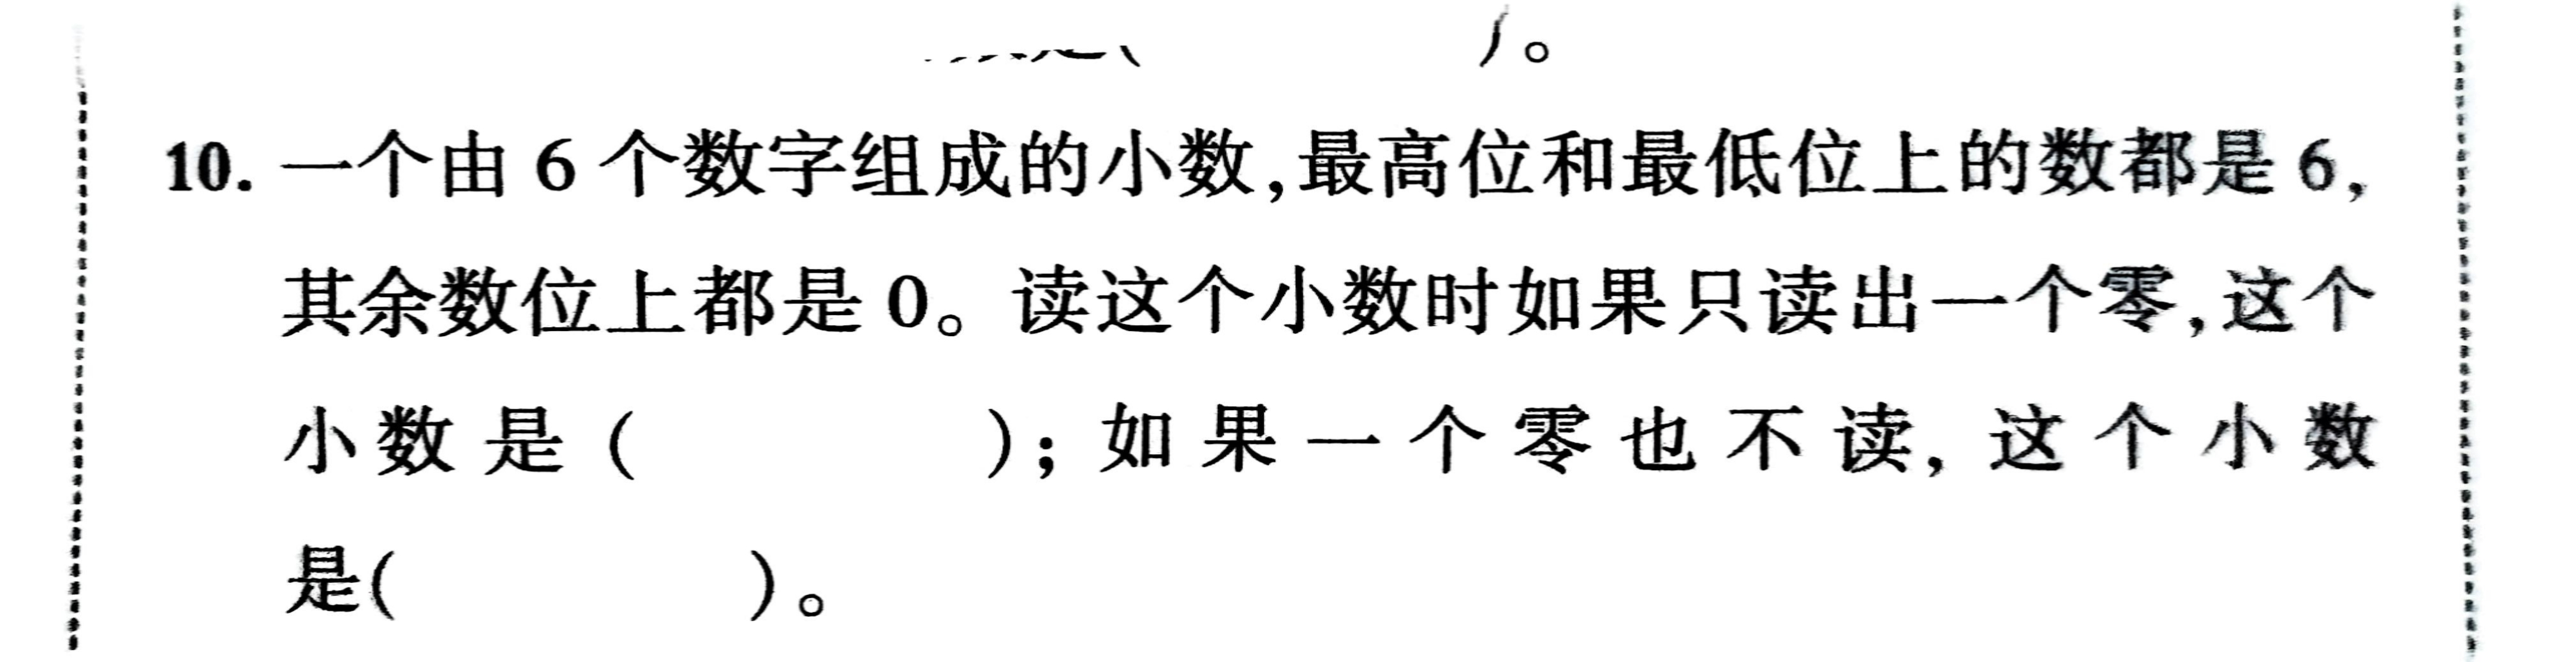 )。
10. 一个由 6 个数字组成的小数,最高位和最低位上的数都是 6,
其余数位上都是 0。读这个小数时如果只读出一个零,这个
小数是( );如果一个零也不读,这个小数
是( )。